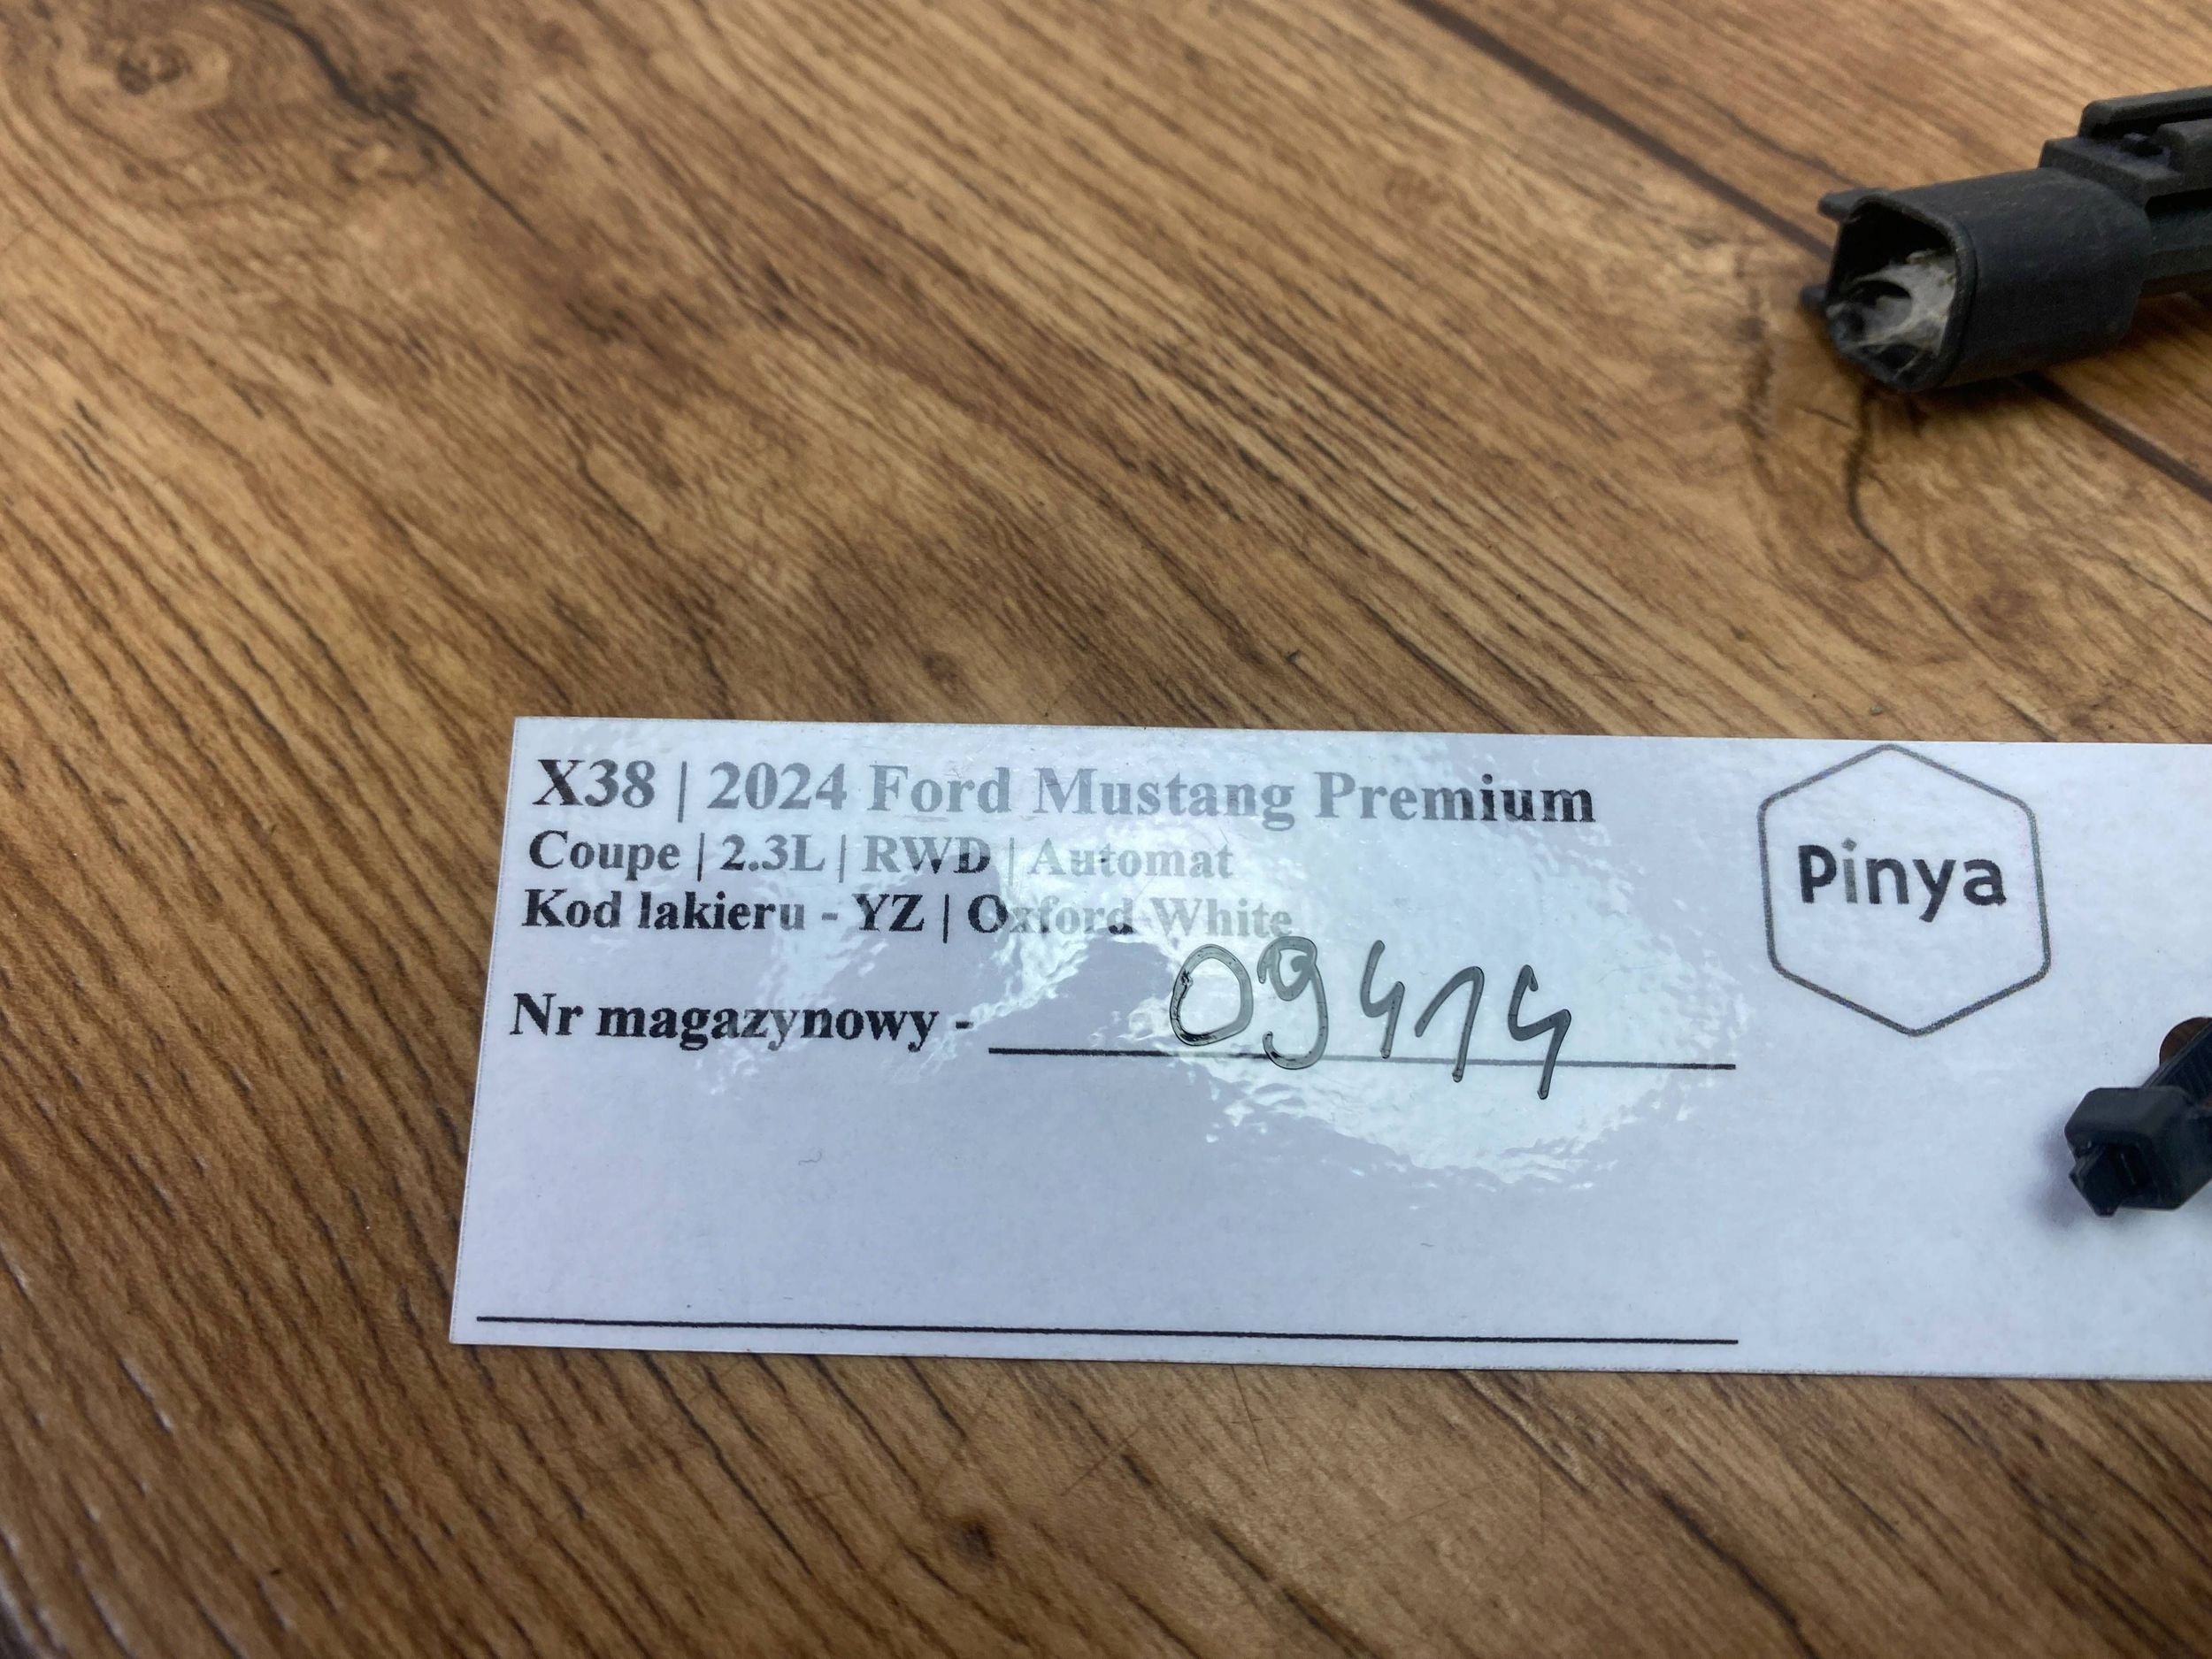 X38 | 2024 Ford Mustang Premium
Coupe | 2.3L | RWD | Automat
Kod lakieru - YZ | Oxford White
Nr magazynowy - 09414
Pinya